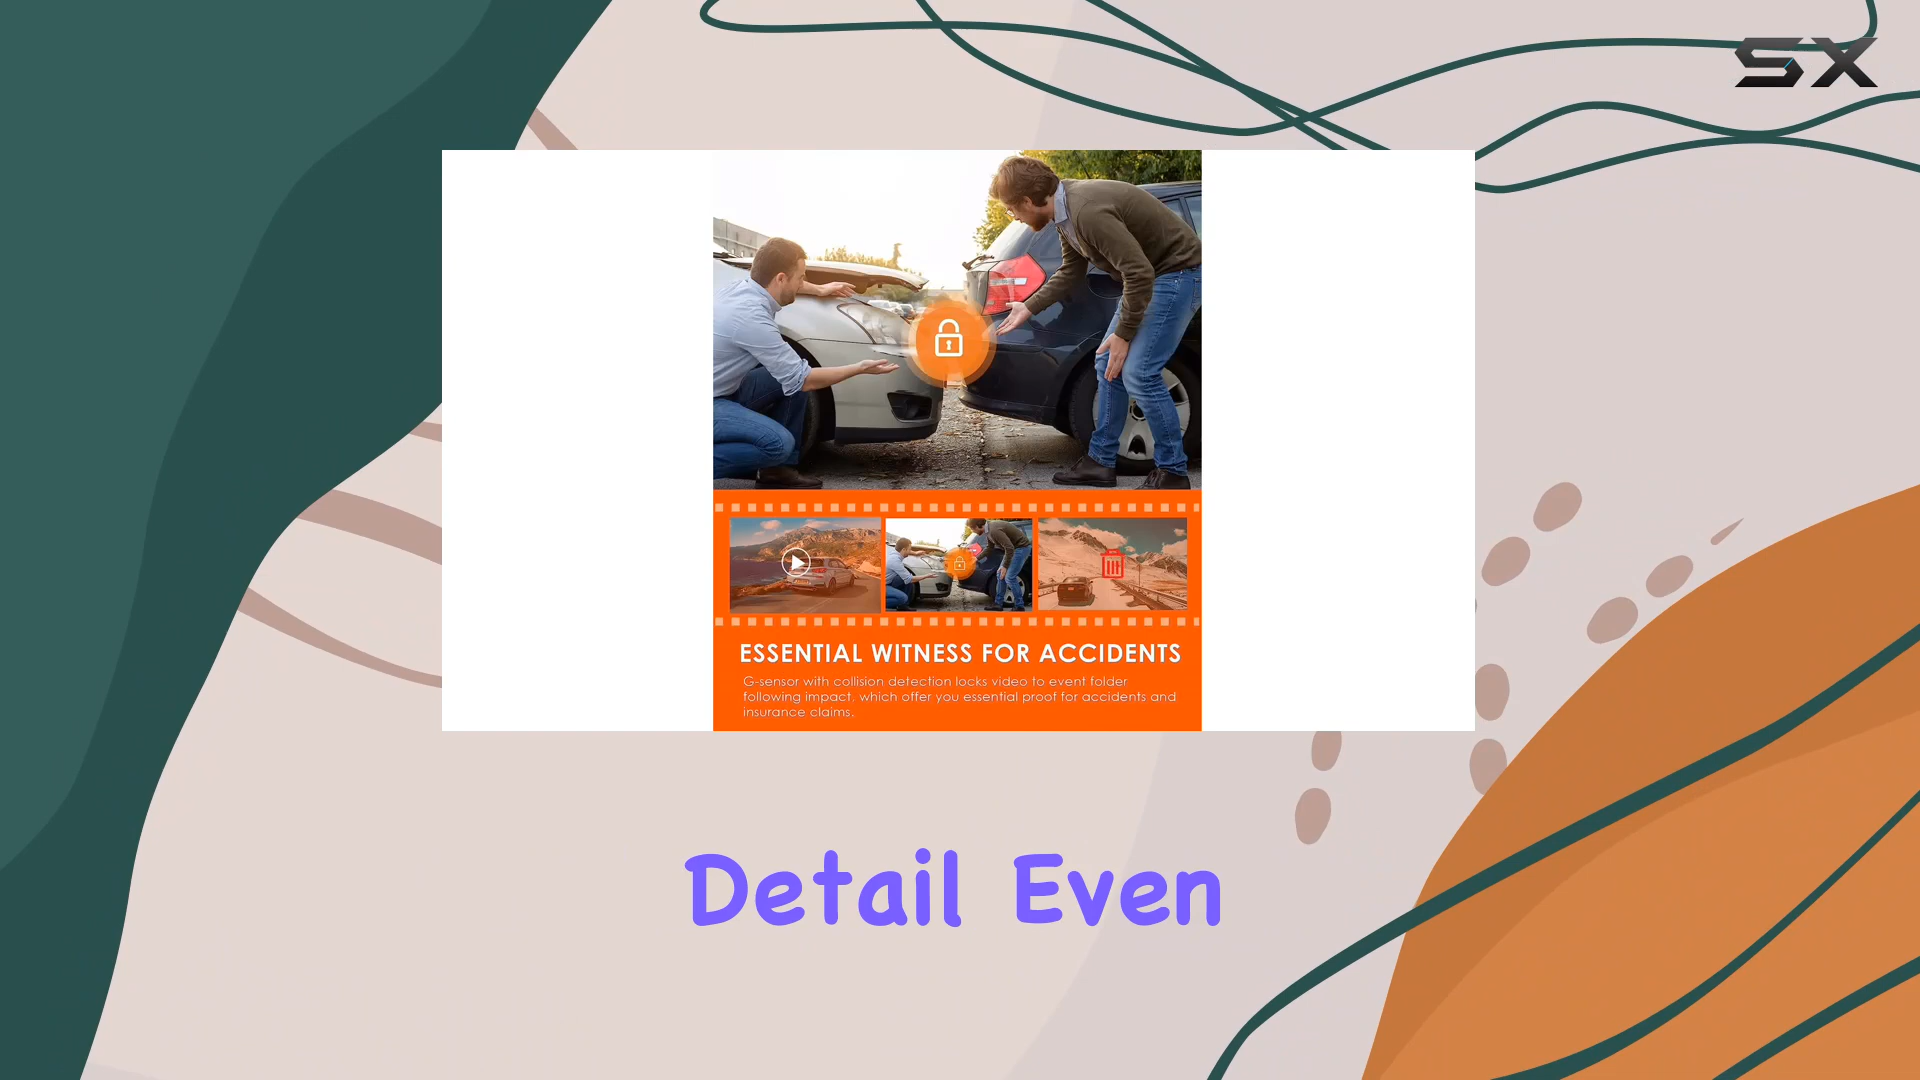 SX
ESSENTIAL WITNESS FOR ACCIDENTS
G-sensor with collision detection locks video to event folder
following impact, which offer you essential proof for accidents and
insurance claims.
Detail Even